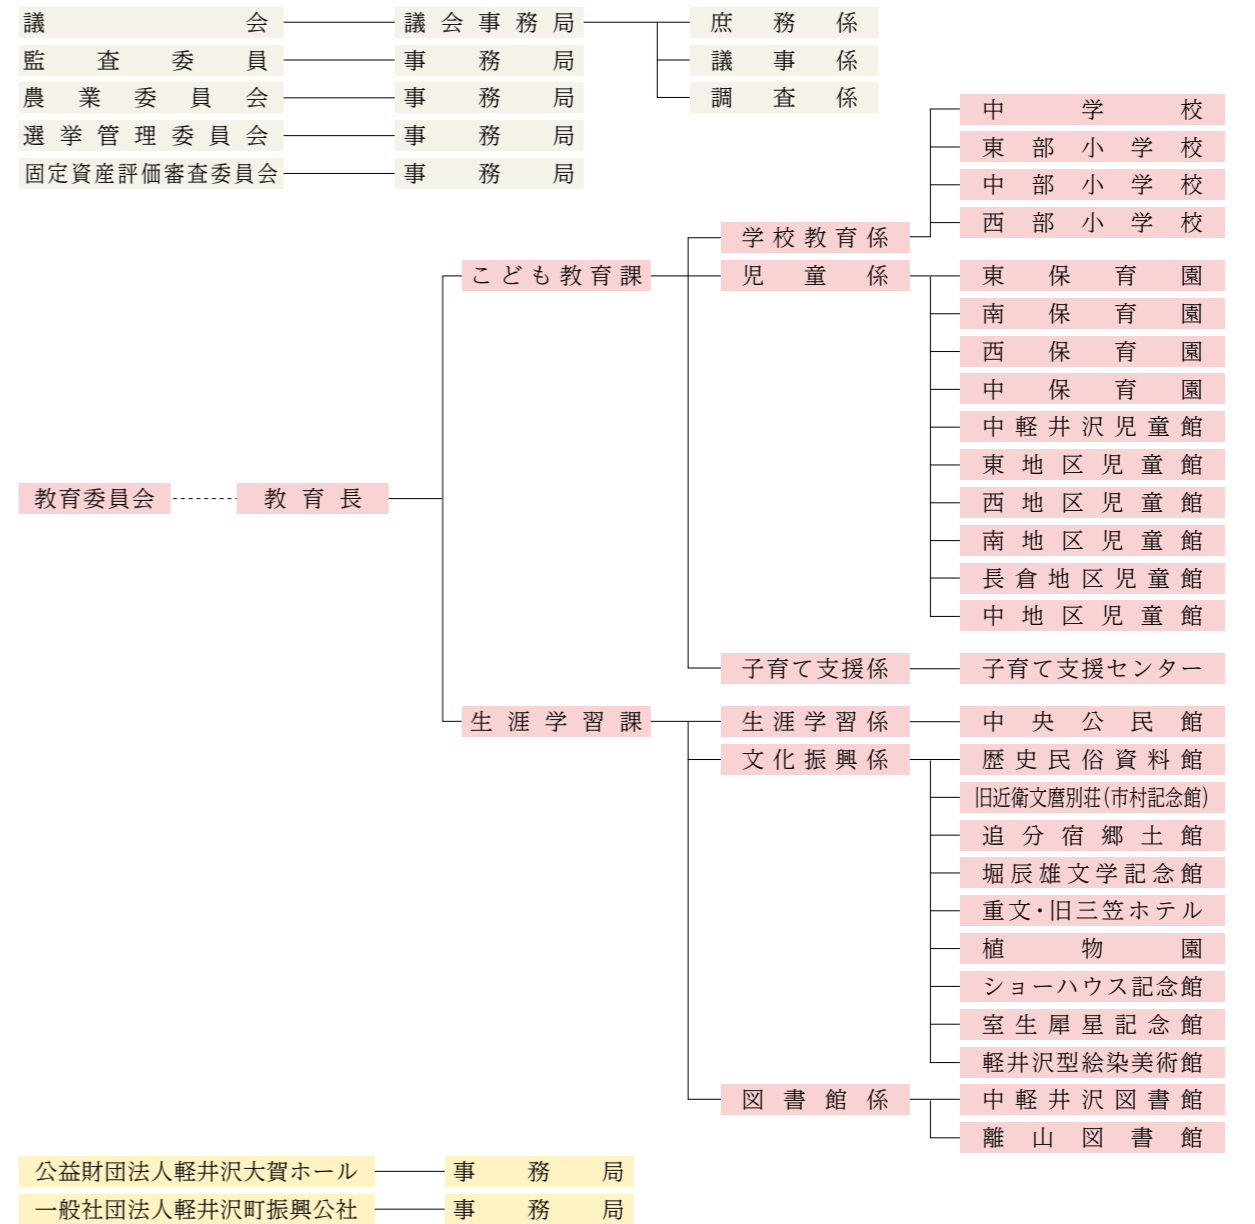 議会 議会事務局 庶務係
監査委員 事務局 議事係
農業委員会 事務局 調査係
選挙管理委員会 事務局
固定資産評価審査委員会 事務局
教育委員会 教育長
こども教育課
学校教育係
中学校
東部小学校
中部小学校
西部小学校
児童係
東保育園
南保育園
西保育園
中保育園
中軽井沢児童館
東地区児童館
西地区児童館
南地区児童館
長倉地区児童館
中地区児童館
子育て支援係 子育て支援センター
生涯学習課
生涯学習係 中央公民館
文化振興係
歴史民俗資料館
旧近衛文麿別荘(市村記念館)
追分宿郷土館
堀辰雄文学記念館
重文・旧三笠ホテル
植物園
ショーハウス記念館
室生犀星記念館
軽井沢型絵染美術館
図書館係
中軽井沢図書館
離山図書館
公益財団法人軽井沢大賀ホール 事務局
一般社団法人軽井沢町振興公社 事務局